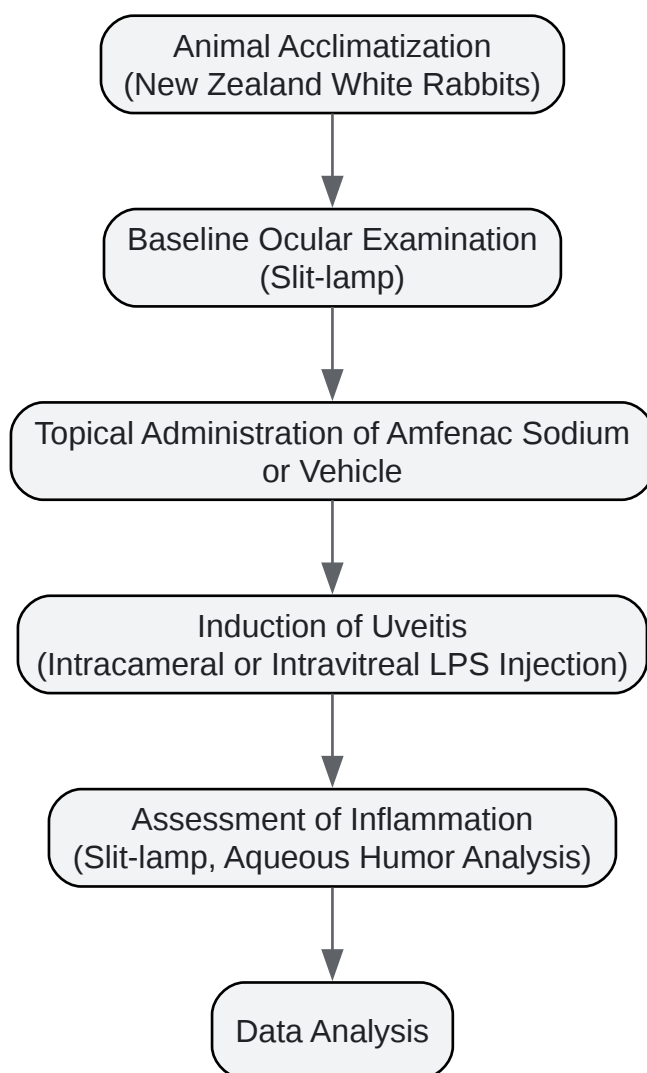 Animal Acclimatization
(New Zealand White Rabbits)
Baseline Ocular Examination
(Slit-lamp)
Topical Administration of Amfenac Sodium
or Vehicle
Induction of Uveitis
(Intracameral or Intravitreal LPS Injection)
Assessment of Inflammation
(Slit-lamp, Aqueous Humor Analysis)
Data Analysis